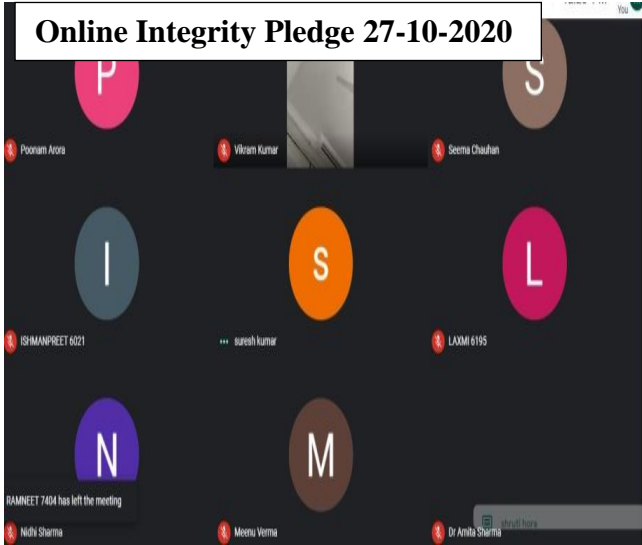 Online Integrity Pledge 27-10-2020
You
P
S
Poonam Arora
Vikram Kumar
Seema Chauhan
I
S
L
ISHMANPREET 6021
suresh kumar
LAXMI 6195
N
M
RAMNEET 7404 has left the meeting
shruti hora
Nidhi Sharma
Meenu Verma
Dr Amita Sharma